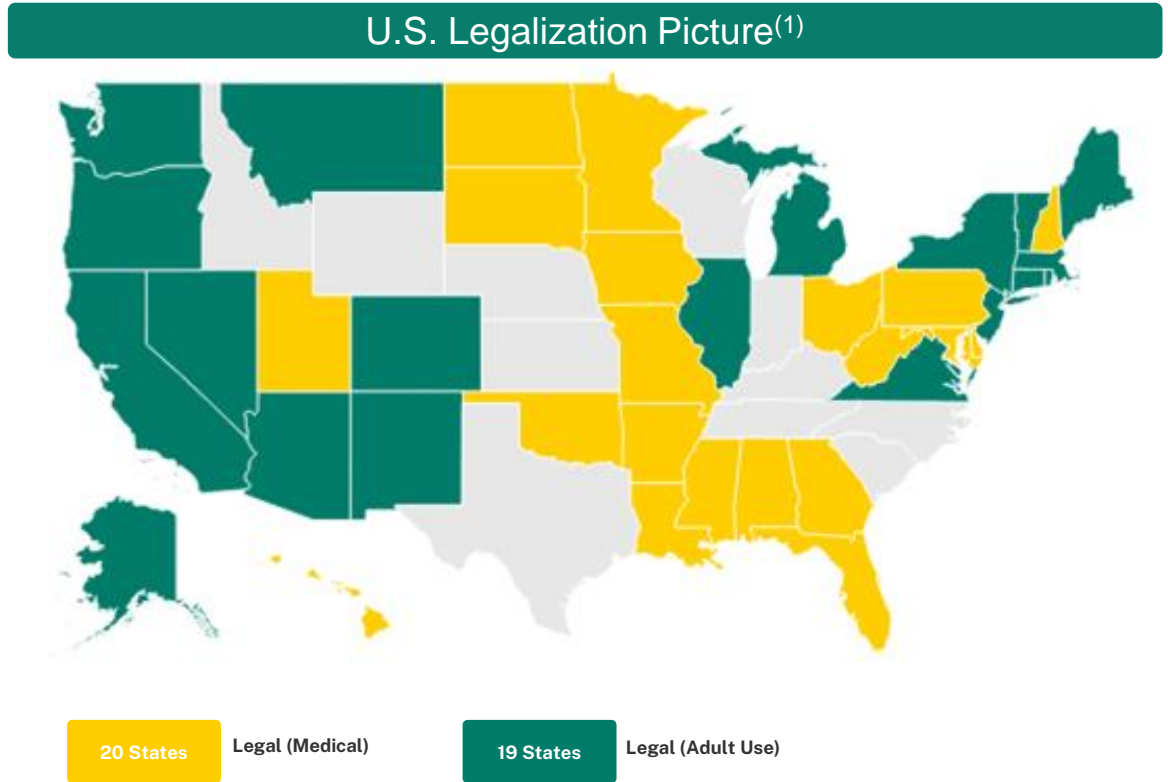 U.S. Legalization Picture(1)
20 States Legal (Medical) 19 States Legal (Adult Use)